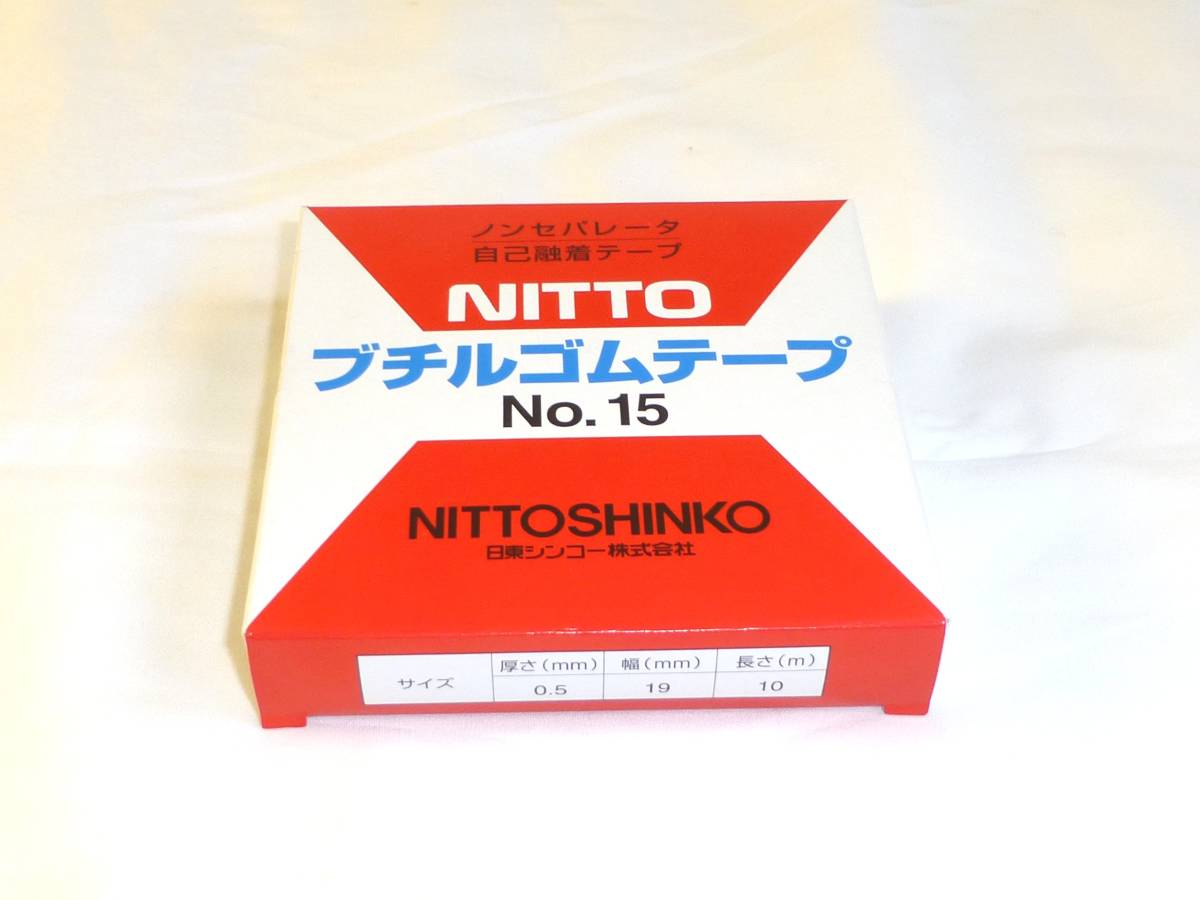 ノンセパレータ
自己融着テープ
NITTO
ブチルゴムテープ
No. 15
NITTOSHINKO
日東シンコー株式会社
サイズ 厚さ(mm) 幅(mm) 長さ(m)
0.5 19 10